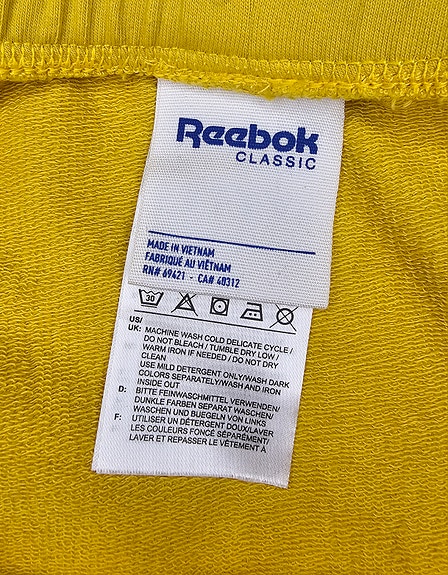 Reebok
CLASSIC
MADE IN VIETNAM
FABRIQUÉ AU VIÊTNAM
RN# 69421 - CA# 40312
30
US/
UK: MACHINE WASH COLD DELICATE CYCLE /
DO NOT BLEACH / TUMBLE DRY LOW /
WARM IRON IF NEEDED / DO NOT DRY
CLEAN
USE MILD DETERGENT ONLY/WASH DARK
COLORS SEPARATELY/WASH AND IRON
INSIDE OUT
D: BITTE FEINWASCHMITTEL VERWENDEN/
DUNKLE FARBEN SEPARAT WASCHEN/
WASCHEN UND BUEGELN VON LINKS
F: UTILISER UN DÉTERGENT DOUX/LAVER
LES COULEURS FONCÉ SÉPARÉMENT/
LAVER ET REPASSER LE VÊTEMENT À